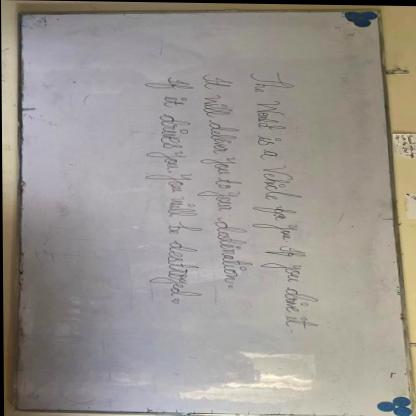 The World is a Vehicle for you. If you drive it -
It will deliver you to your destination.
If it drives you, you will be destroyed.